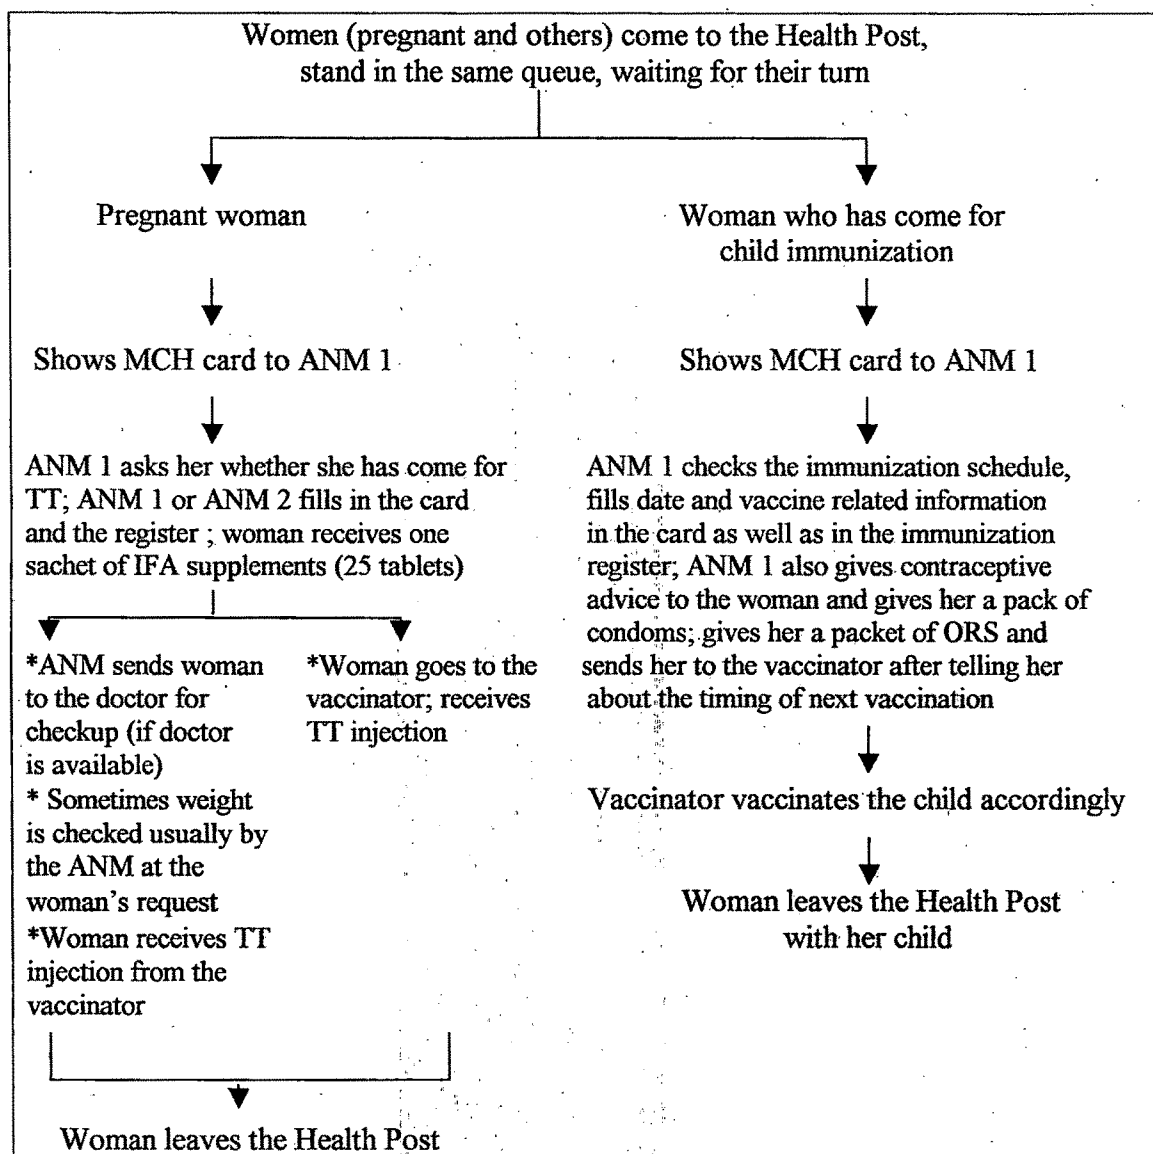 Women (pregnant and others) come to the Health Post,
stand in the same queue, waiting for their turn
Pregnant woman
Shows MCH card to ANM 1
ANM 1 asks her whether she has come for
TT; ANM 1 or ANM 2 fills in the card
and the register ; woman receives one
sachet of IFA supplements (25 tablets)
*ANM sends woman
to the doctor for
checkup (if doctor
is available)
* Sometimes weight
is checked usually by
the ANM at the
woman's request
*Woman receives TT
injection from the
vaccinator
*Woman goes to the
vaccinator; receives
TT injection
Woman leaves the Health Post
Woman who has come for
child immunization
Shows MCH card to ANM 1
ANM 1 checks the immunization schedule,
fills date and vaccine related information
in the card as well as in the immunization
register; ANM 1 also gives contraceptive
advice to the woman and gives her a pack of
condoms; gives her a packet of ORS and
sends her to the vaccinator after telling her
about the timing of next vaccination
Vaccinator vaccinates the child accordingly
Woman leaves the Health Post
with her child